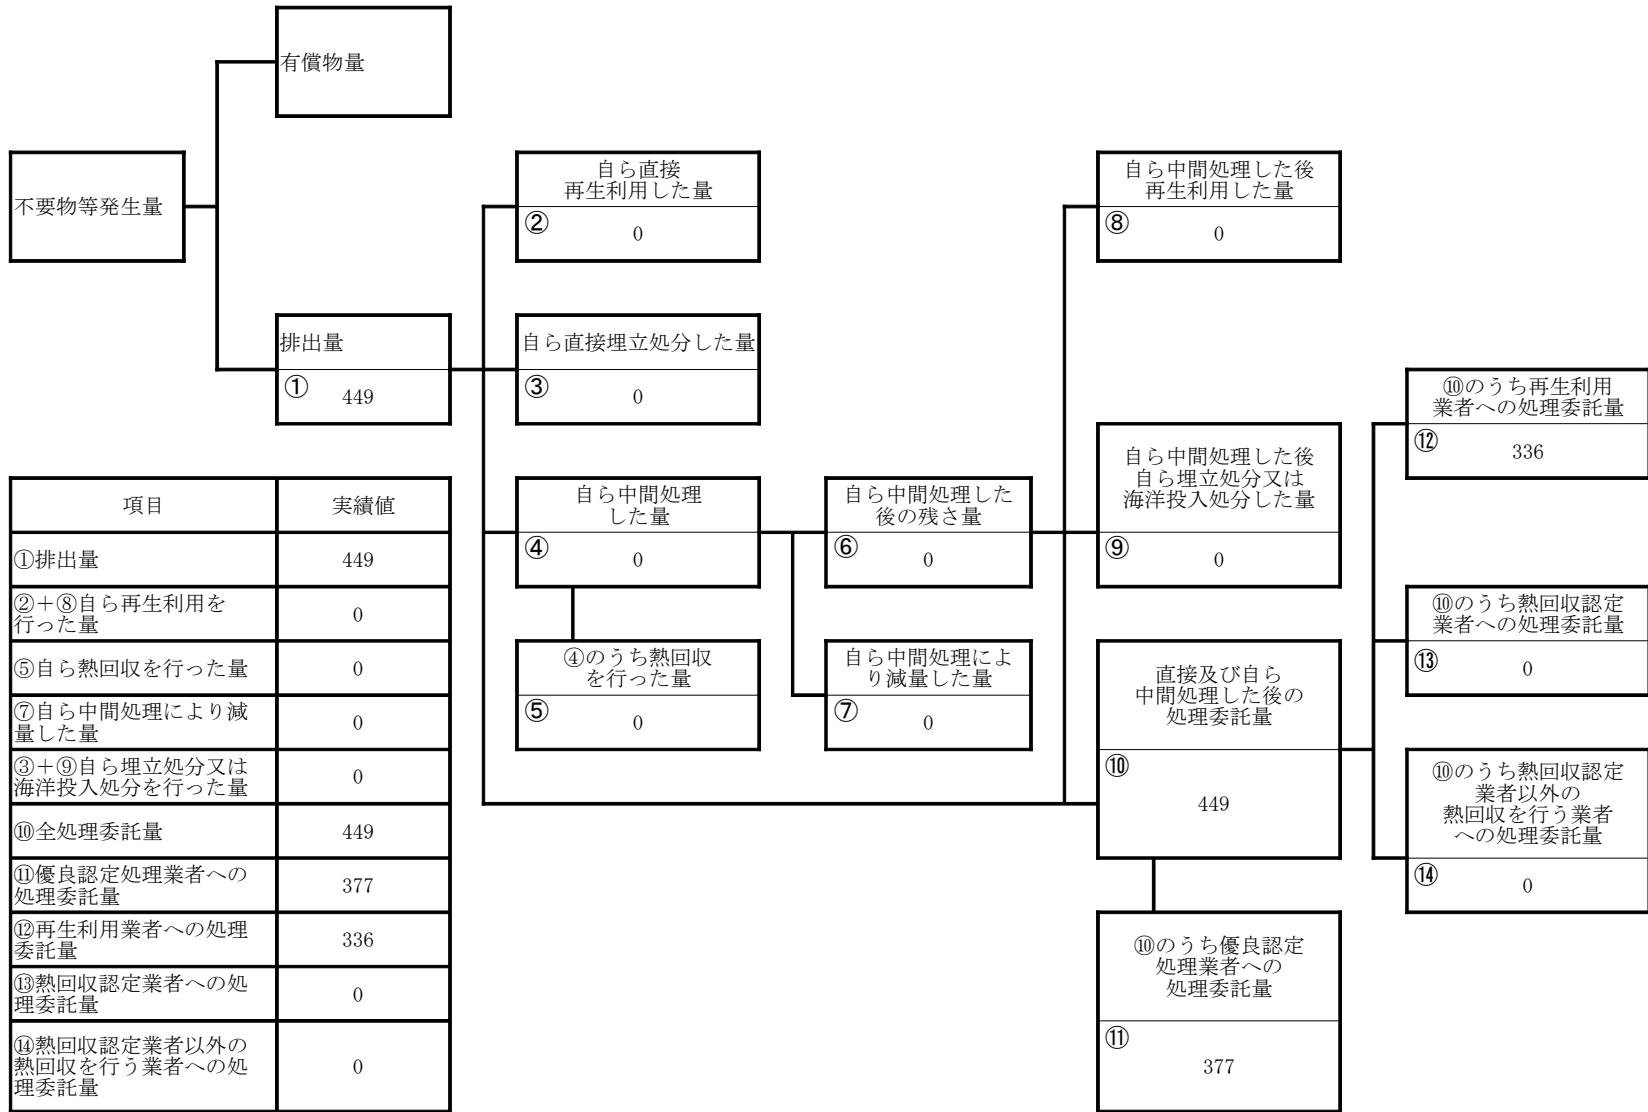 有償物量
不要物等発生量
自ら直接
再生利用した量
②
0
自ら中間処理した後
再生利用した量
⑧
0
排出量
①
449
自ら直接埋立処分した量
③
0
⑩のうち再生利用
業者への処理委託量
⑫
336
自ら中間処理
した量
④
0
自ら中間処理した
後の残さ量
⑥
0
自ら中間処理した後
自ら埋立処分又は
海洋投入処分した量
⑨
0
⑩のうち熱回収認定
業者への処理委託量
⑬
0
④のうち熱回収
を行った量
⑤
0
自ら中間処理によ
り減量した量
⑦
0
直接及び自ら
中間処理した後の
処理委託量
⑩
449
⑩のうち熱回収認定
業者以外の
熱回収を行う業者
への処理委託量
⑭
0
⑩のうち優良認定
処理業者への
処理委託量
⑪
377
項目
実績値
①排出量
449
②+⑧自ら再生利用を
行った量
0
⑤自ら熱回収を行った量
0
⑦自ら中間処理により減
量した量
0
③+⑨自ら埋立処分又は
海洋投入処分を行った量
0
⑩全処理委託量
449
⑪優良認定処理業者への
処理委託量
377
⑫再生利用業者への処理
委託量
336
⑬熱回収認定業者への処
理委託量
0
⑭熱回収認定業者以外の
熱回収を行う業者への処
理委託量
0